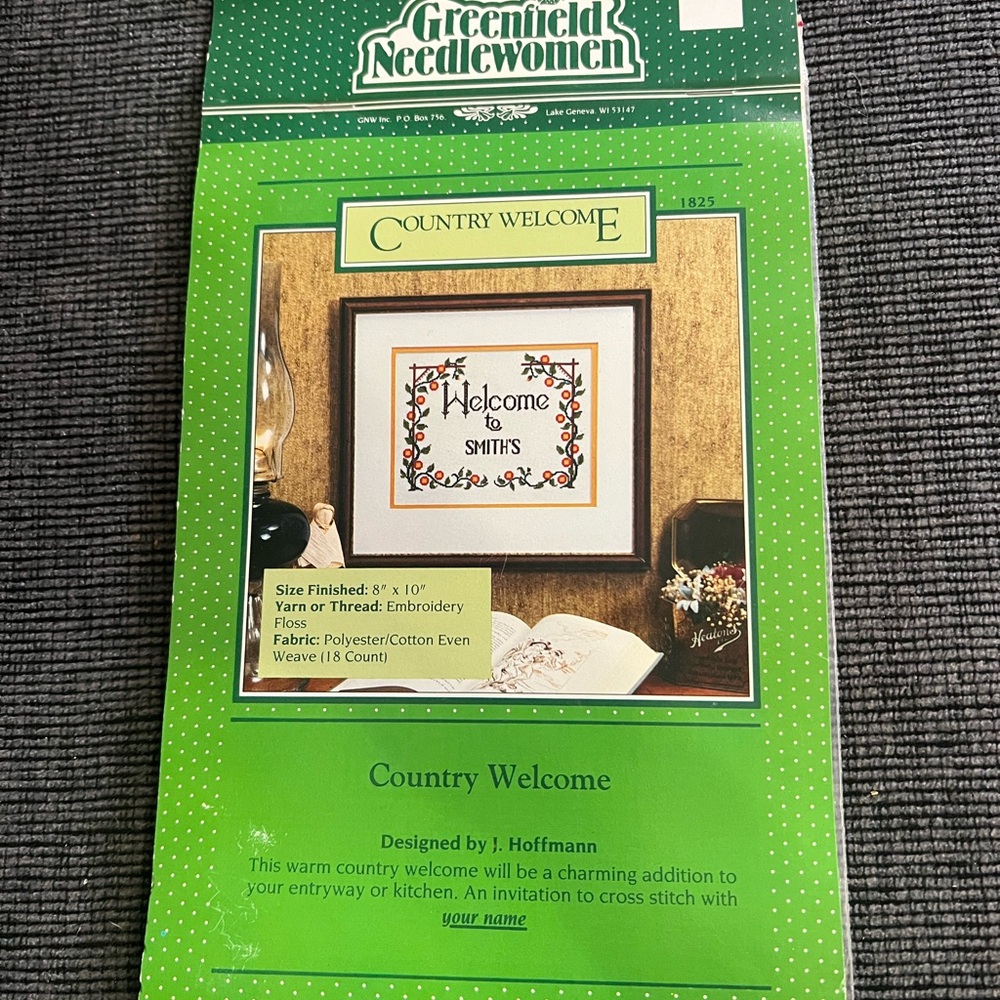 Greenfield
Needlewomen
GNW Inc. P.O. Box 756. Lake Geneva. WI 53147
1825
COUNTRY WELCOME
Welcome
to
SMITH'S
Size Finished: 8" x 10"
Yarn or Thread: Embroidery
Floss
Fabric: Polyester/Cotton Even
Weave (18 Count)
Heatons
Country Welcome
Designed by J. Hoffmann
This warm country welcome will be a charming addition to
your entryway or kitchen. An invitation to cross stitch with
your name